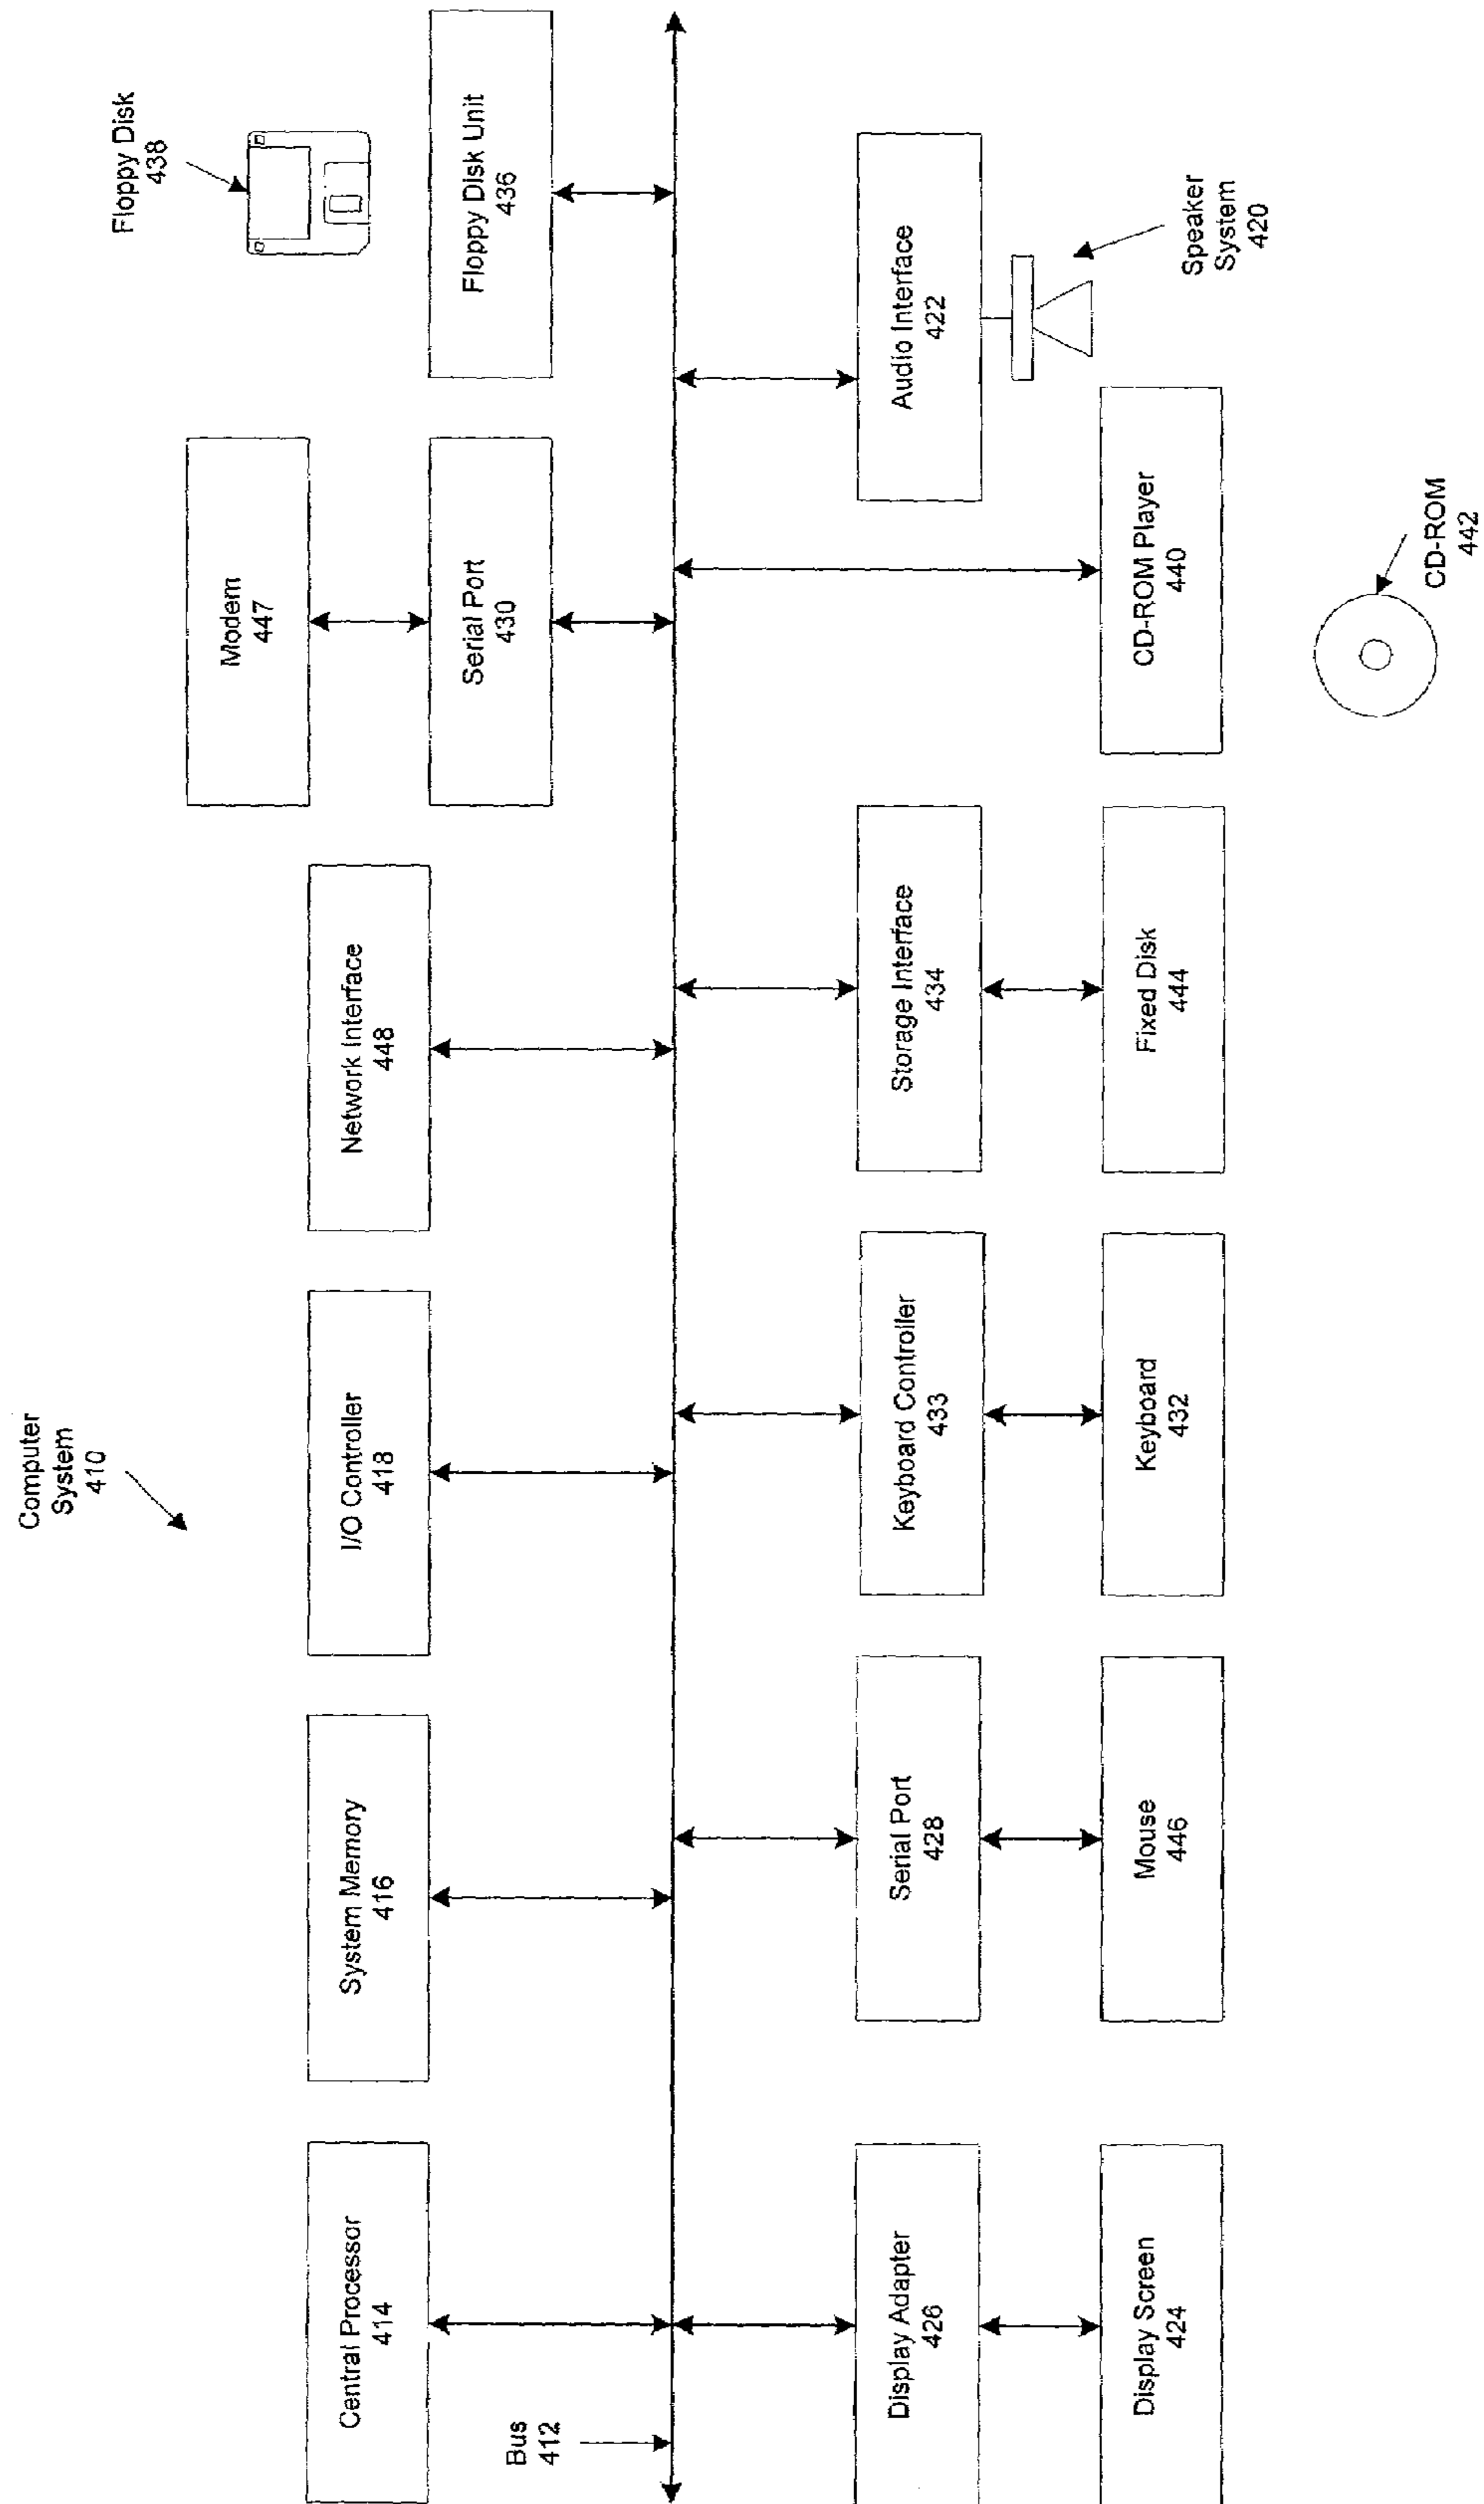 Computer
System
410
Floppy Disk
438
Modem
447
Central Processor
414
System Memory
416
I/O Controller
418
Network Interface
448
Serial Port
430
Floppy Disk Unit
436
Bus
412
Display Adapter
426
Serial Port
428
Keyboard Controller
433
Storage Interface
434
Audio Interface
422
Display Screen
424
Mouse
446
Keyboard
432
Fixed Disk
444
CD-ROM Player
440
Speaker
System
420
CD-ROM
442